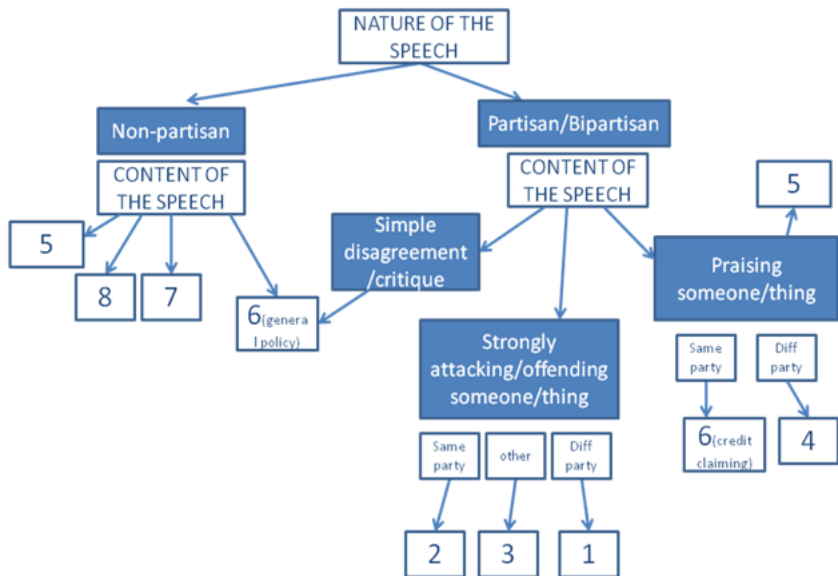 NATURE OF THE
SPEECH
Non-partisan
Partisan/Bipartisan
CONTENT OF
THE SPEECH
CONTENT OF
THE SPEECH
5
5
Simple
disagreement
/critique
Praising
someone/thing
8
7
6(genera
l policy)
Strongly
attacking/offending
someone/thing
Same
party
Diff
party
6(credit
claiming)
4
Same
party
other
Diff
party
2
3
1